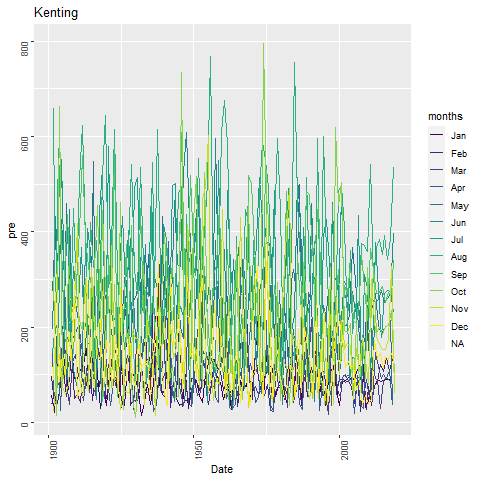 Kenting
pre
800
600
400
200
0
1900
1950
2000
Date
months
Jan
Feb
Mar
Apr
May
Jun
Jul
Aug
Sep
Oct
Nov
Dec
NA